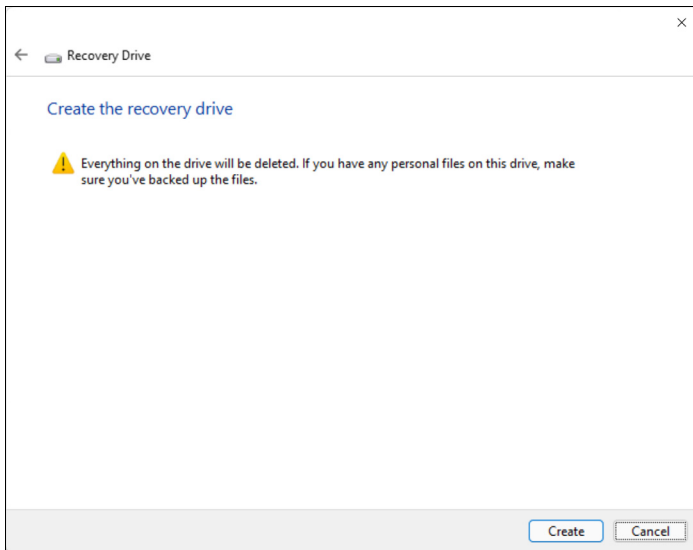 Recovery Drive
Create the recovery drive
Everything on the drive will be deleted. If you have any personal files on this drive, make
sure you've backed up the files.
Create
Cancel